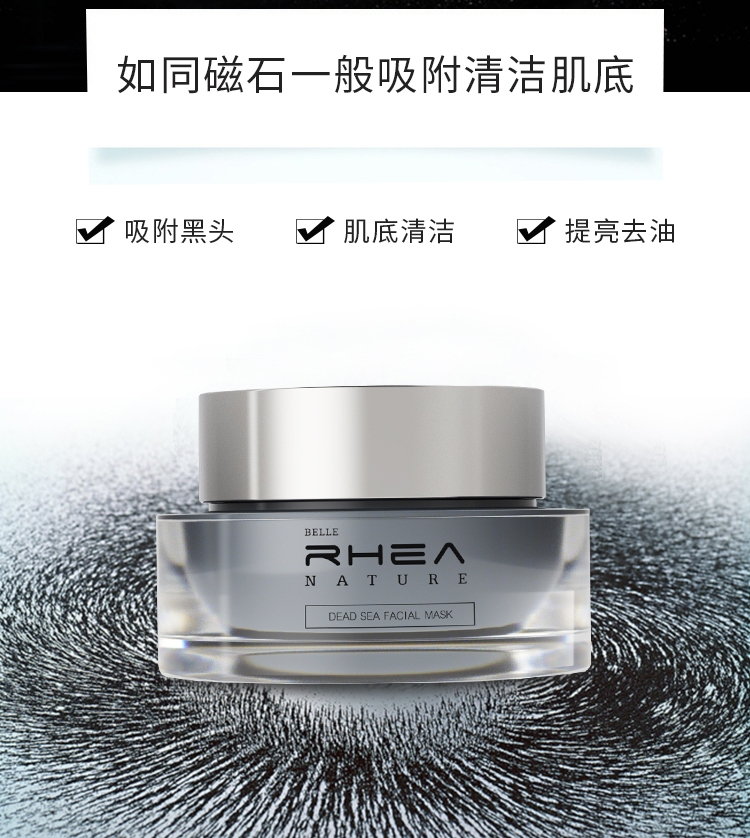 如同磁石一般吸附清洁肌底
吸附黑头
肌底清洁
提亮去油
BELLE
RHEA
NATURE
DEAD SEA FACIAL MASK